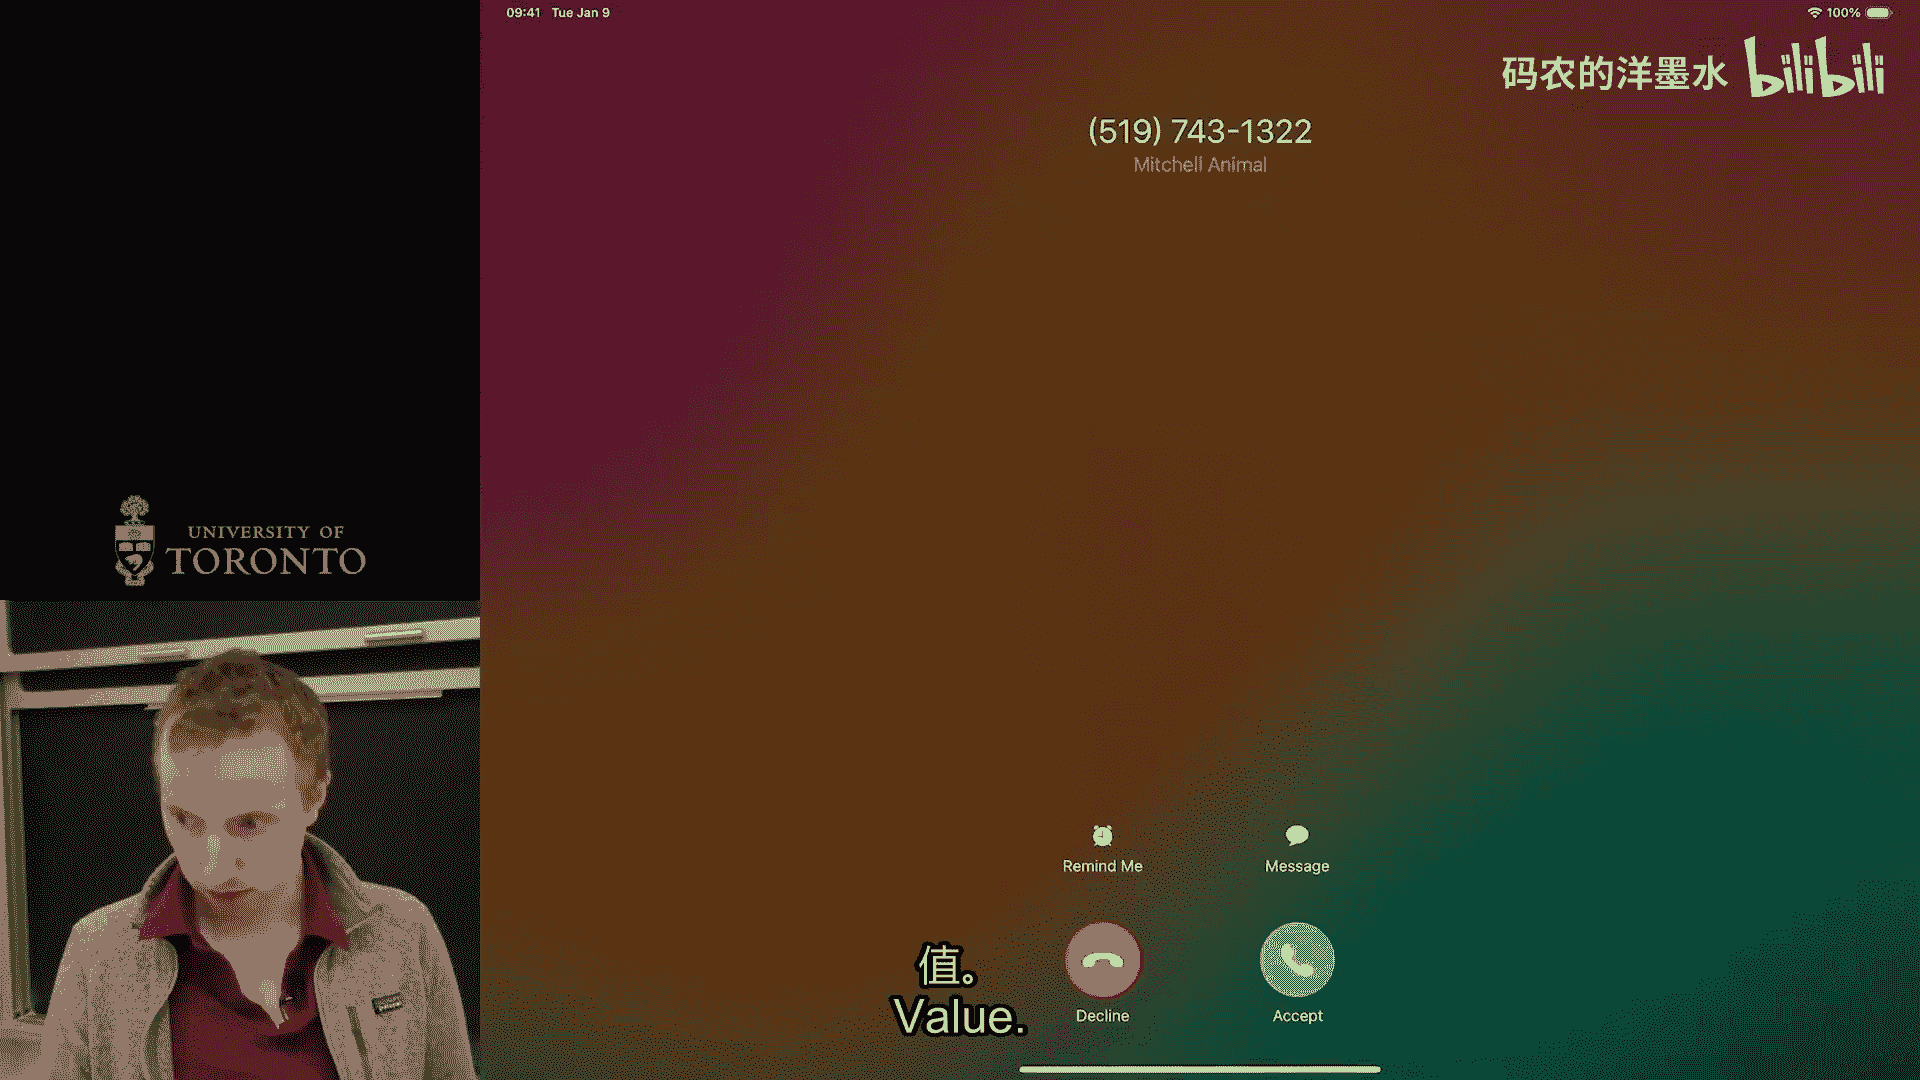 09:41 Tue Jan 9
100%
码农的洋墨水 bilibili
(519) 743-1322
Mitchell Animal
UNIVERSITY OF
TORONTO
Remind Me
Message
值。
Value.
Decline
Accept